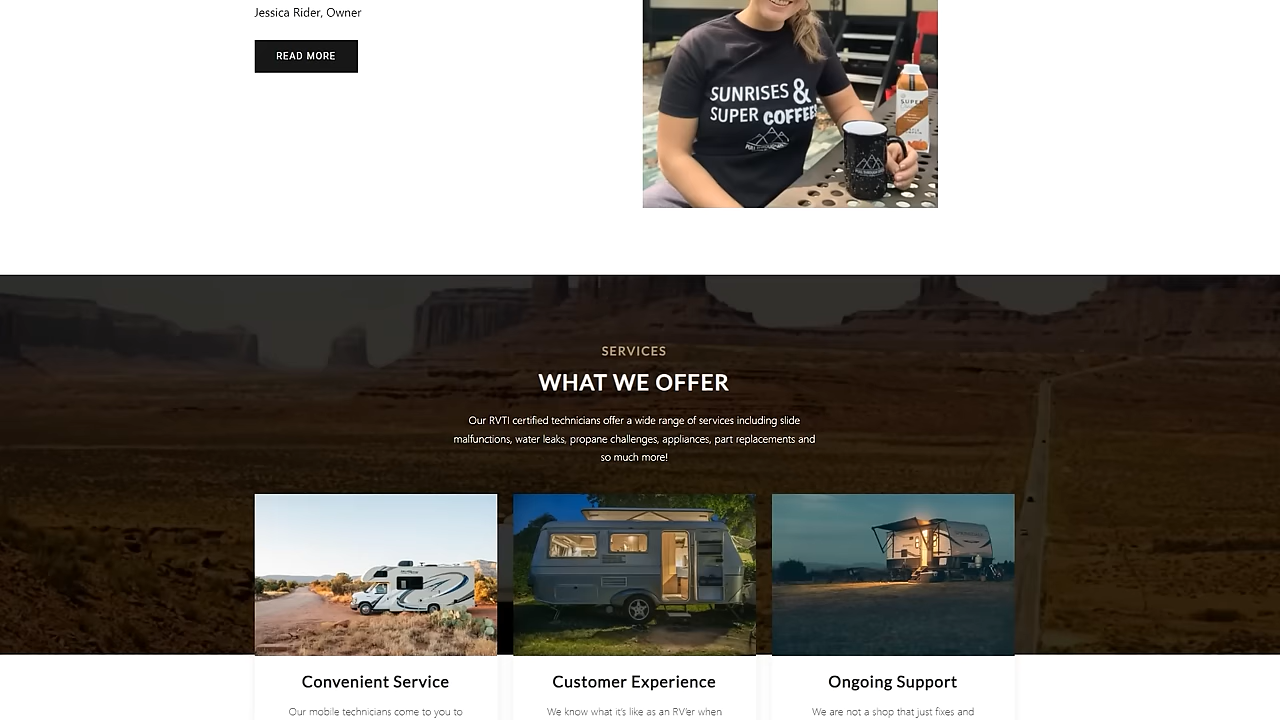 Jessica Rider, Owner
READ MORE
SUNRISES &
SUPER COFFEE
SUPER
SERVICES
WHAT WE OFFER
Our RVTI certified technicians offer a wide range of services including slide
malfunctions, water leaks, propane challenges, appliances, part replacements and
so much more!
Convenient Service
Customer Experience
Ongoing Support
Our mobile technicians come to you to
We know what it's like as an RV'er when
We are not a shop that just fixes and